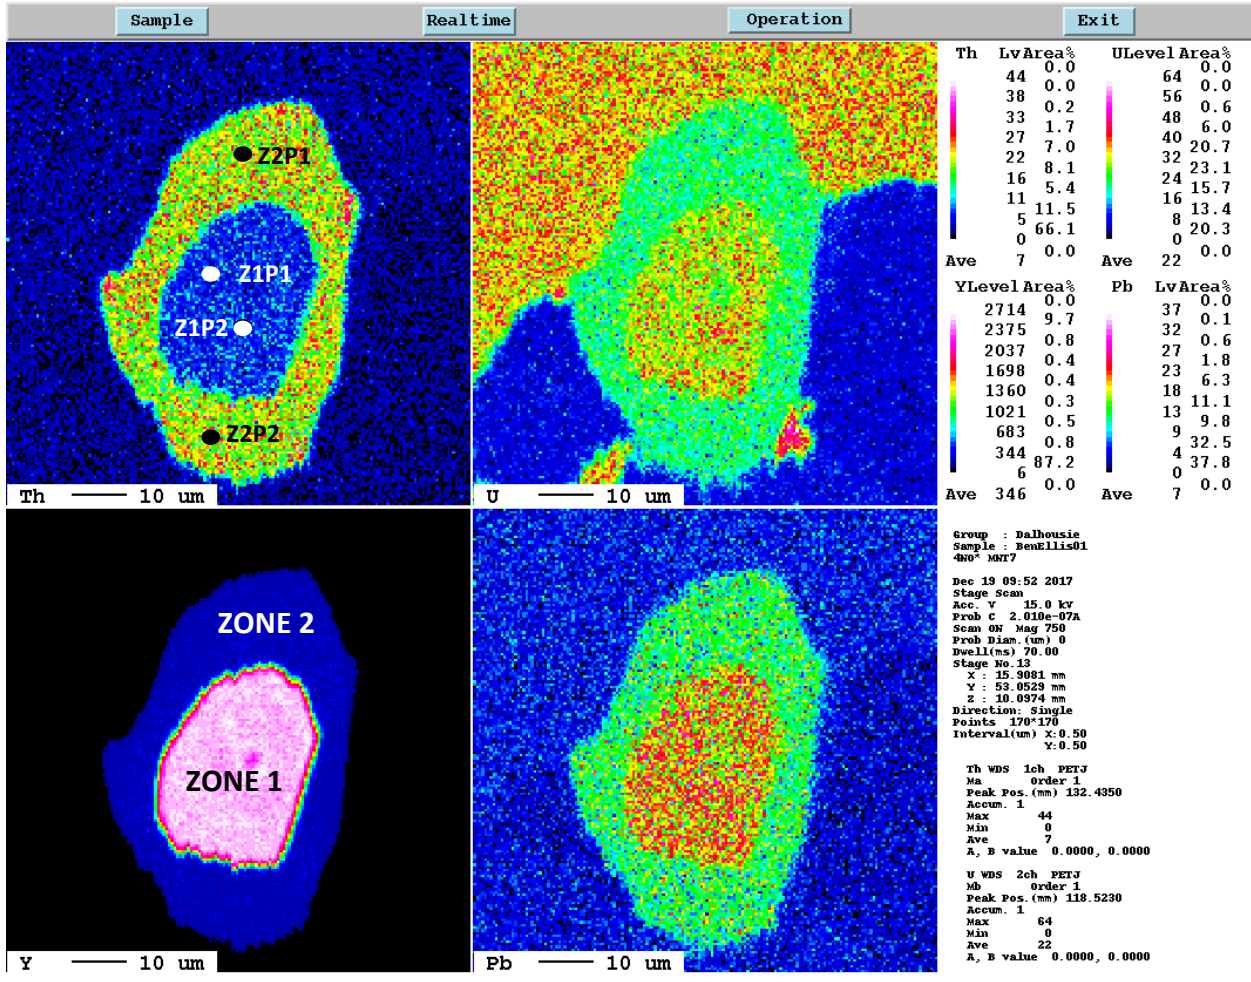 Sample Realtime Operation Exit
Z2P1
Z1P1
Z1P2
Z2P2
Th 10 um
U 10 um
ZONE 2
ZONE 1
Y 10 um
Pb 10 um
Th Lv Area%
0.0
44
0.0
38
0.2
33
1.7
27
7.0
22
8.1
16
5.4
11
11.5
5
66.1
0
0.0
Ave 7
ULevel Area%
0.0
64
0.0
56
0.6
48
6.0
40
20.7
32
23.1
24
15.7
16
13.4
8
20.3
0
0.0
Ave 22
YLevel Area%
0.0
2714
9.7
2375
0.8
2037
0.4
1698
0.4
1360
0.3
1021
0.5
683
0.8
344
87.2
6
0.0
Ave 346
Pb Lv Area%
0.0
37
0.1
32
0.6
27
1.8
23
6.3
18
11.1
13
9.8
9
32.5
4
37.8
0
0.0
Ave 7
Group : Dalhousie
Sample : BenEllis01
4N0* MNT7
Dec 19 09:52 2017
Stage Scan
Acc. V 15.0 kV
Prob C 2.010e-07A
Scan ON Mag 750
Prob Diam.(um) 0
Dwell(ms) 70.00
Stage No.13
X : 15.9081 mm
Y : 53.0529 mm
Z : 10.0974 mm
Direction: Single
Points 170*170
Interval(um) X:0.50
Y:0.50
Th WDS 1ch PETJ
Ma Order 1
Peak Pos.(mm) 132.4350
Accum. 1
Max 44
Min 0
Ave 7
A, B value 0.0000, 0.0000
U WDS 2ch PETJ
Mb Order 1
Peak Pos.(mm) 118.5230
Accum. 1
Max 64
Min 0
Ave 22
A, B value 0.0000, 0.0000